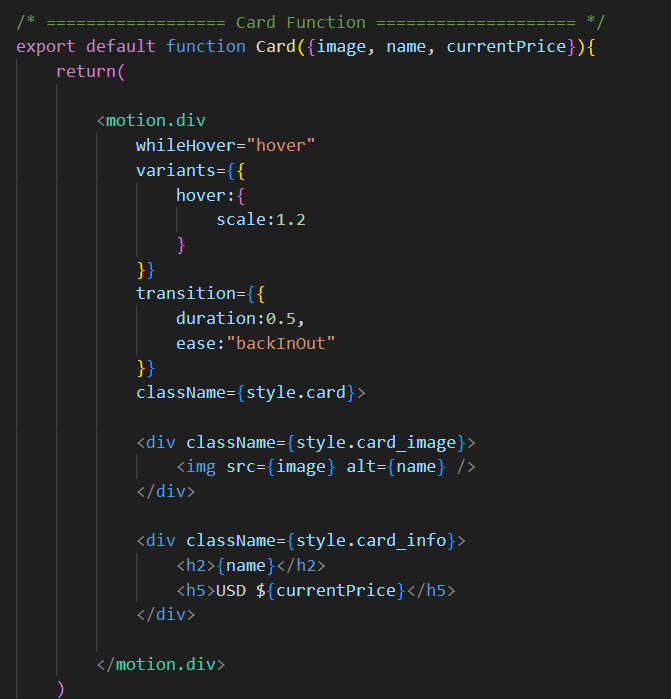 /* ================== Card Function ==================== */
export default function Card({image, name, currentPrice}){
return(
<motion.div
whileHover="hover"
variants={{
hover:{
scale:1.2
}
}}
transition={{
duration:0.5,
ease:"backInOut"
}}
className={style.card}>
<div className={style.card_image}>
<img src={image} alt={name} />
</div>
<div className={style.card_info}>
<h2>{name}</h2>
<h5>USD ${currentPrice}</h5>
</div>
</motion.div>
)